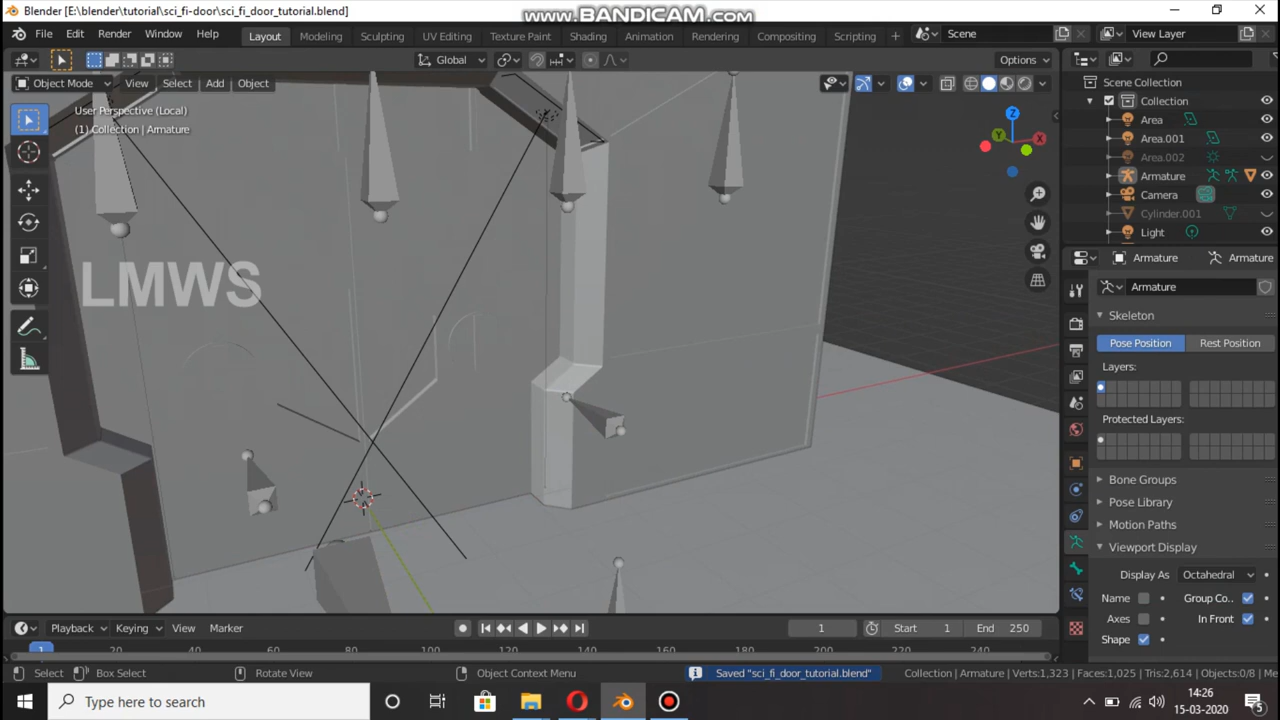 Blender [E:\blender\tutorial\sci_fi-door\sci_fi_door_tutorial.blend]
www.BANDICAM.com
File Edit Render Window Help
Layout Modeling Sculpting UV Editing Texture Paint Shading Animation Rendering Compositing Scripting
Scene
View Layer
Global
Options
Object Mode View Select Add Object
User Perspective (Local)
(1) Collection | Armature
LMWS
Z
Y
X
Scene Collection
Collection
Area
Area.001
Area.002
Armature
Camera
Cylinder.001
Light
Armature Armature
Armature
Skeleton
Pose Position Rest Position
Layers:
Protected Layers:
Bone Groups
Pose Library
Motion Paths
Viewport Display
Display As Octahedral
Name Group Co..
Axes In Front
Shape
Playback Keying View Marker
1 Start 1 End 250
1 20 40 60 80 100 120 140 160 180 200 220 240
Select Box Select Rotate View Object Context Menu
Saved "sci_fi_door_tutorial.blend"
Collection | Armature | Verts:1,323 | Faces:1,025 | Tris:2,614 | Objects:0/8 | Me
Type here to search
14:26
15-03-2020
5